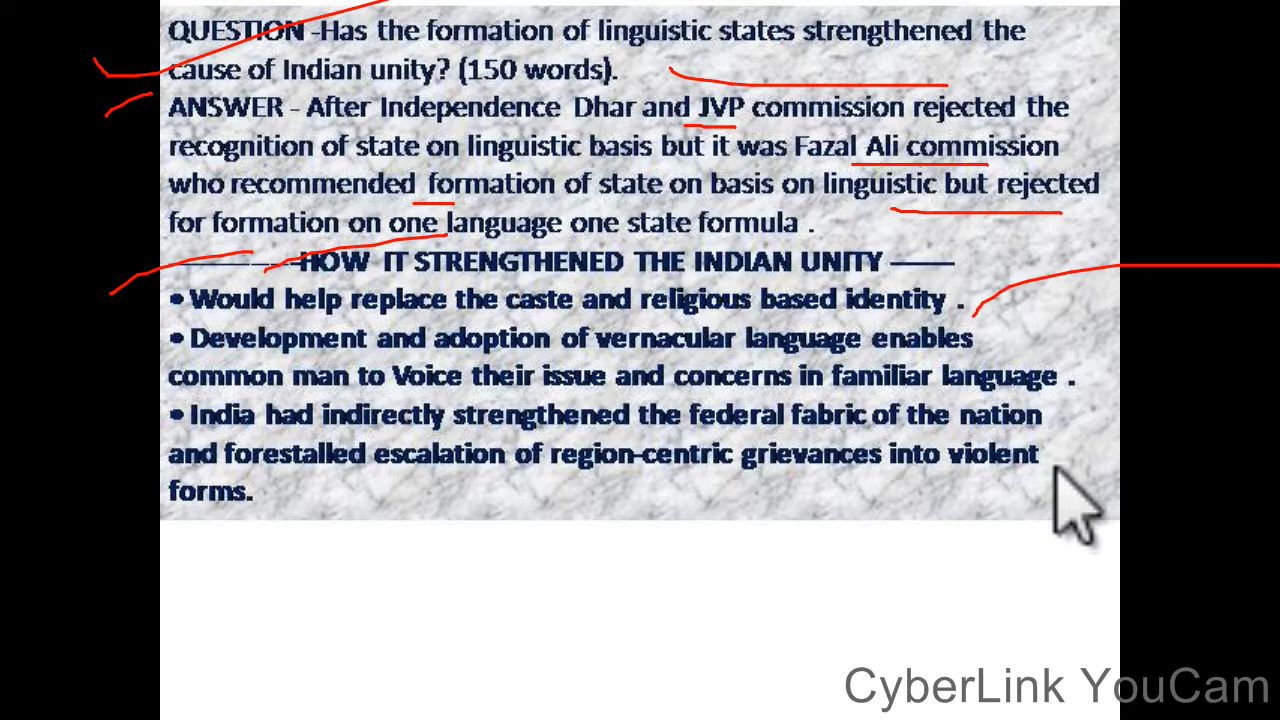 QUESTION -Has the formation of linguistic states strengthened the
cause of Indian unity? (150 words).
ANSWER - After Independence Dhar and JVP commission rejected the
recognition of state on linguistic basis but it was Fazal Ali commission
who recommended formation of state on basis on linguistic but rejected
for formation on one language one state formula .
————HOW IT STRENGTHENED THE INDIAN UNITY ——
• Would help replace the caste and religious based identity .
• Development and adoption of vernacular language enables
common man to Voice their issue and concerns in familiar language .
• India had indirectly strengthened the federal fabric of the nation
and forestalled escalation of region-centric grievances into violent
forms.
CyberLink YouCam